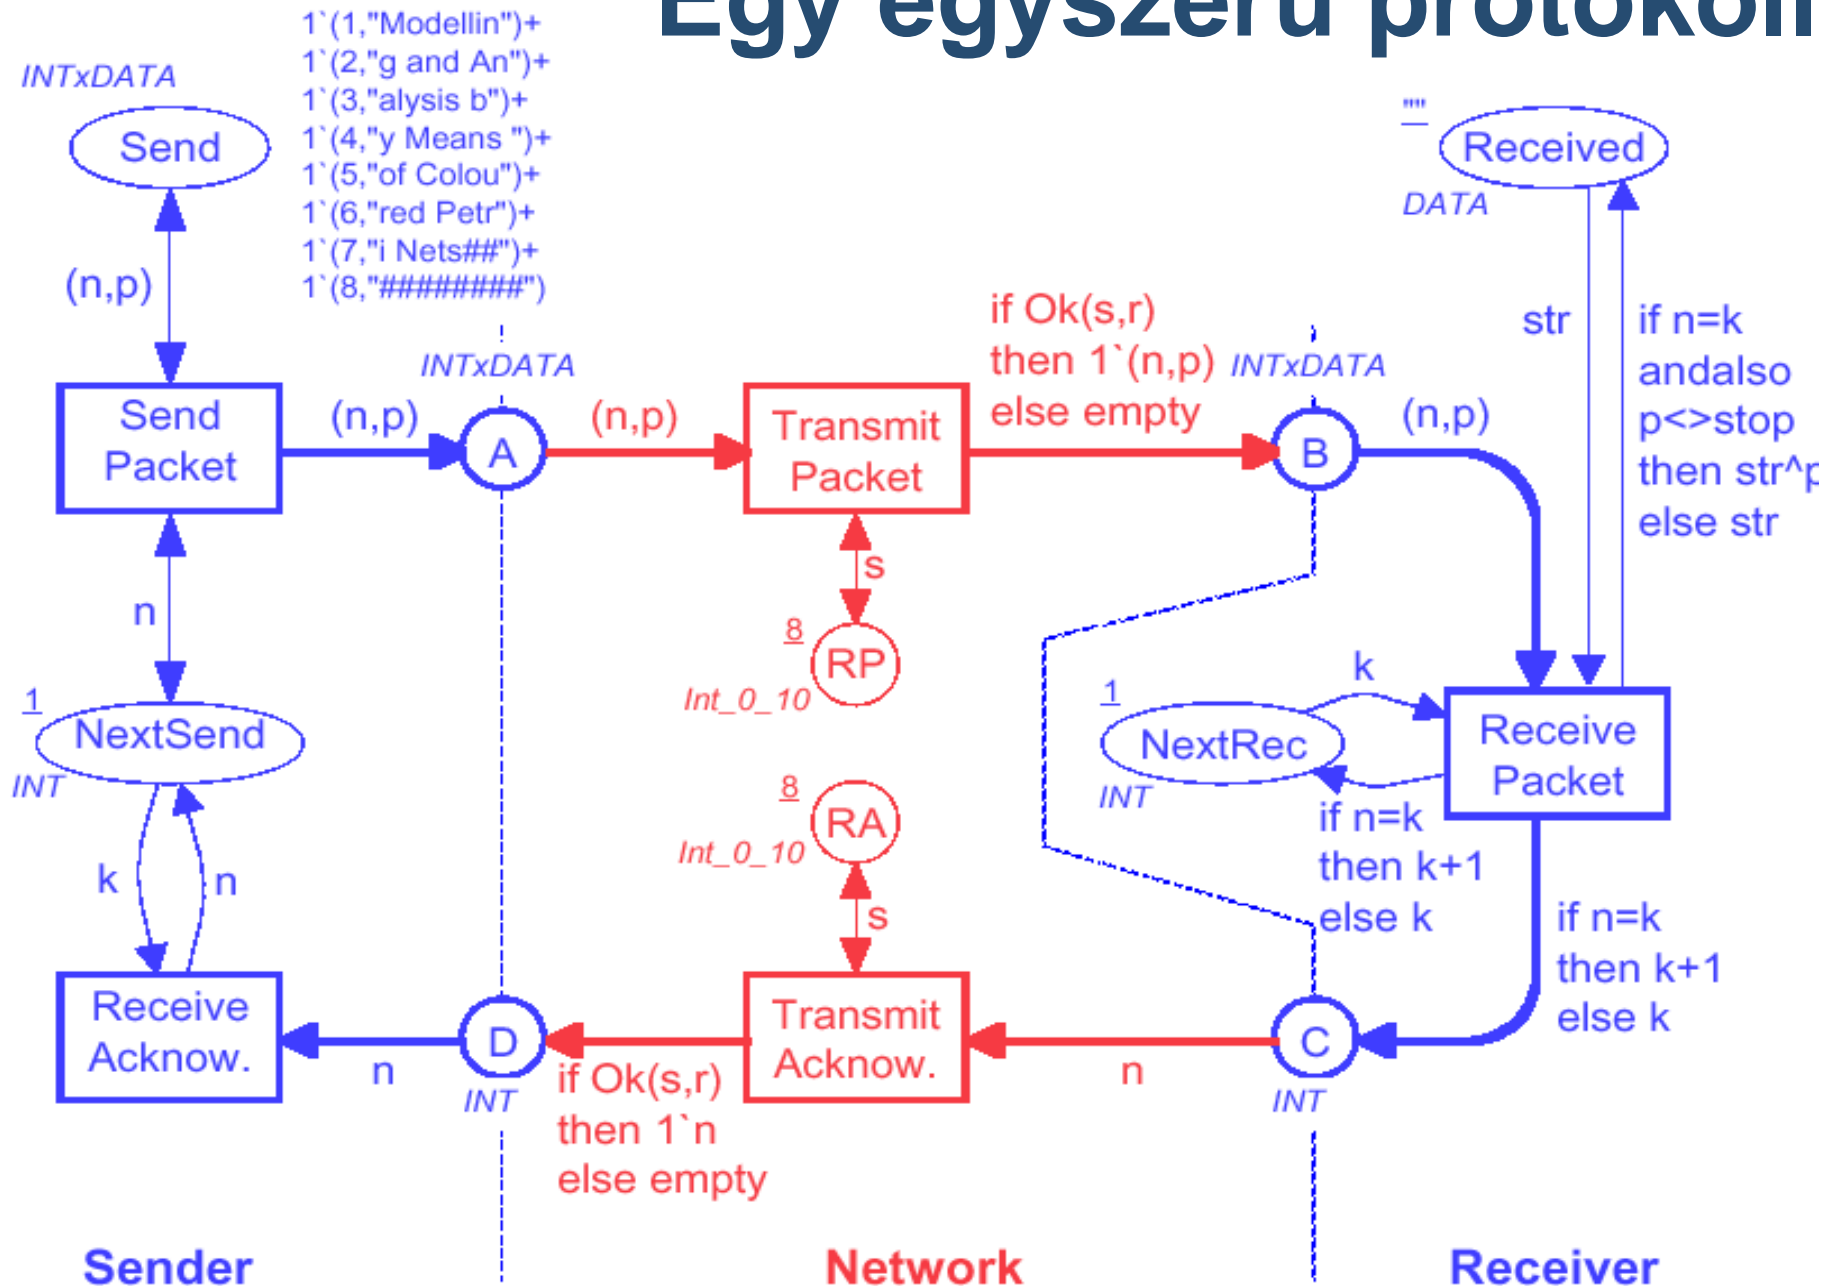 Egy egyszerű protokoll
1`(1,"Modellin")+
1`(2,"g and An")+
1`(3,"alysis b")+
1`(4,"y Means ")+
1`(5,"of Colou")+
1`(6,"red Petr")+
1`(7,"i Nets##")+
1`(8,"########")
INTxDATA
Send
(n,p)
Send
Packet
n
1
NextSend
INT
k
n
Receive
Acknow.
(n,p)
INTxDATA
A
(n,p)
Transmit
Packet
if Ok(s,r)
then 1`(n,p)
else empty
s
8
RP
Int_0_10
8
RA
Int_0_10
s
Transmit
Acknow.
n
D
INT
if Ok(s,r)
then 1`n
else empty
n
INTxDATA
B
(n,p)
""
Received
DATA
str
if n=k
andalso
p<>stop
then str^p
else str
k
1
NextRec
INT
Receive
Packet
if n=k
then k+1
else k
if n=k
then k+1
else k
C
INT
Sender
Network
Receiver